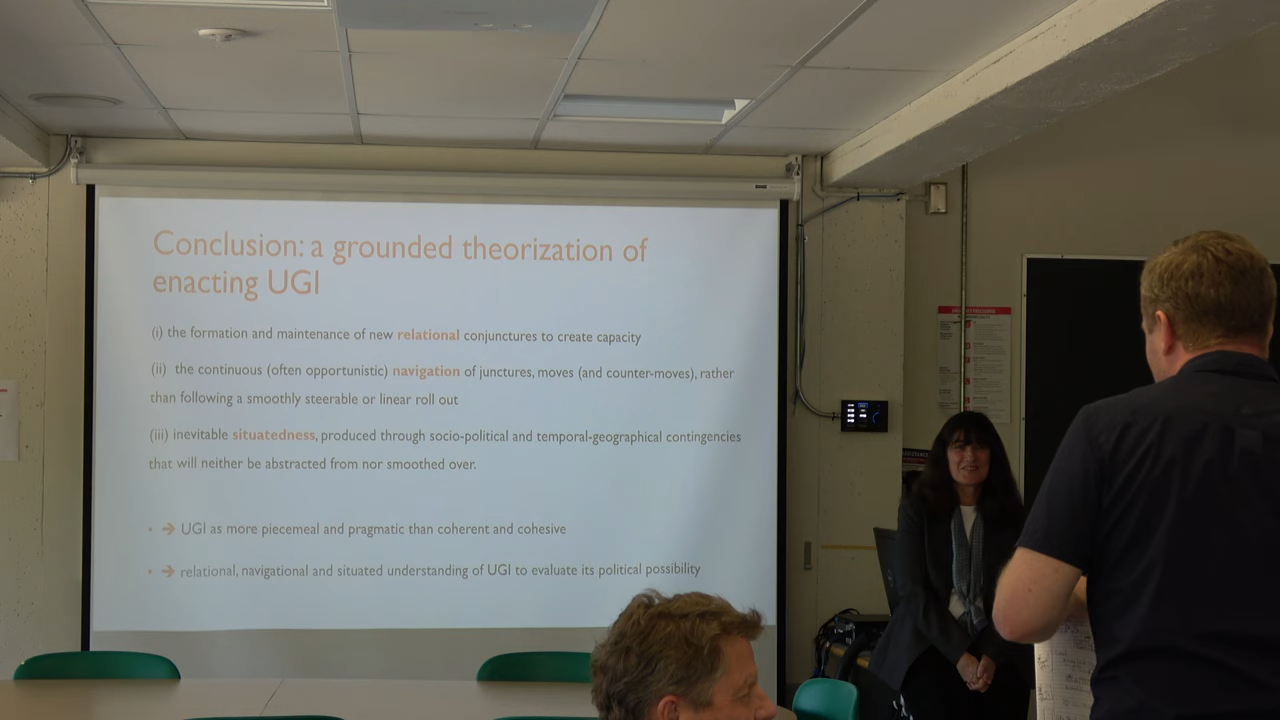 Conclusion: a grounded theorization of
enacting UGI
(i) the formation and maintenance of new relational conjunctures to create capacity
(ii) the continuous (often opportunistic) navigation of junctures, moves (and counter-moves), rather
than following a smoothly steerable or linear roll out
(iii) inevitable situatedness, produced through socio-political and temporal-geographical contingencies
that will neither be abstracted from nor smoothed over.
• → UGI as more piecemeal and pragmatic than coherent and cohesive
• → relational, navigational and situated understanding of UGI to evaluate its political possibility